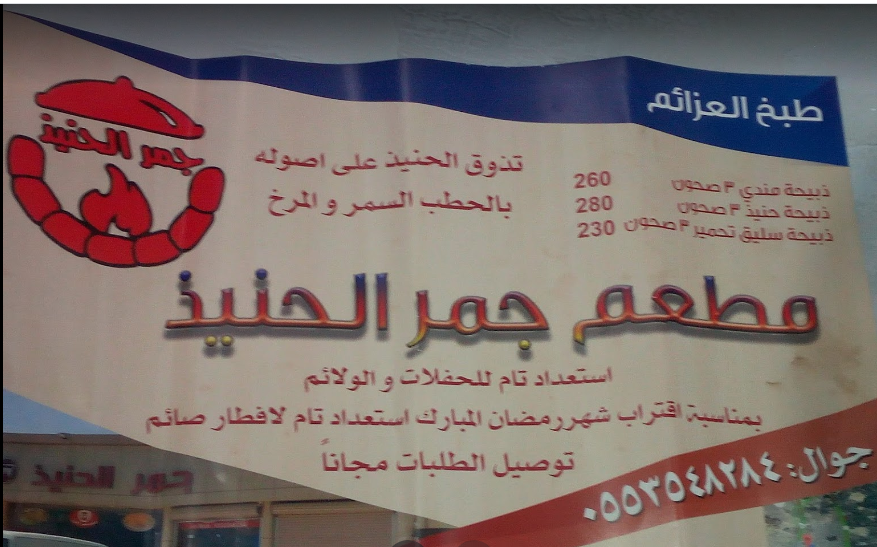 طبخ العزائم
ذبيحة مندي ٣ صحون 260
ذبيحة حنيذ ٣ صحون 280
ذبيحة سليق تحمير ٣ صحون 230
تذوق الحنيذ على اصوله
بالحطب السمر و المرخ
جمر الحنيذ
مطعم جمر الحنيذ
استعداد تام للحفلات و الولائم
بمناسبة اقتراب شهر رمضان المبارك استعداد تام لافطار صائم
توصيل الطلبات مجاناً
جوال: ٠٥٥٣٥٤٨٢٨٤
جمر الحنيذ